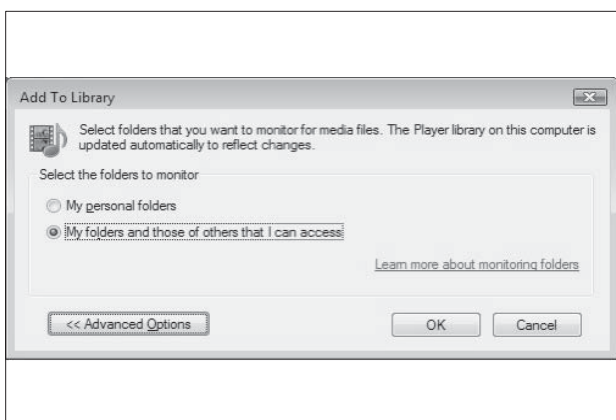 Add To Library
Select folders that you want to monitor for media files. The Player library on this computer is
updated automatically to reflect changes.
Select the folders to monitor
My personal folders
My folders and those of others that I can access
Learn more about monitoring folders
<< Advanced Options
OK
Cancel